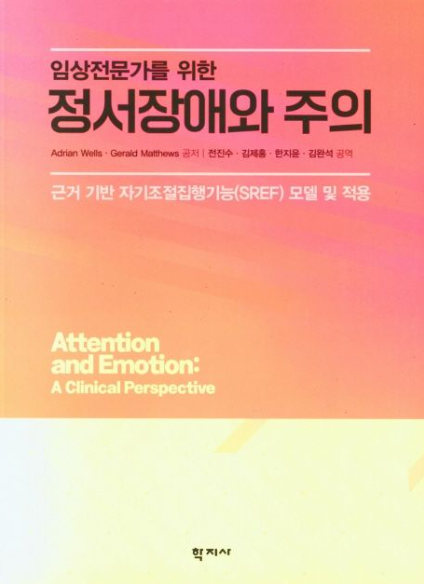 임상전문가를 위한
정서장애와 주의
Adrian Wells · Gerald Matthews 공저 | 전진수 · 김제홍 · 한지윤 · 김완석 공역
근거 기반 자기조절집행기능(SREF) 모델 및 적용
Attention
and Emotion:
A Clinical Perspective
학지사